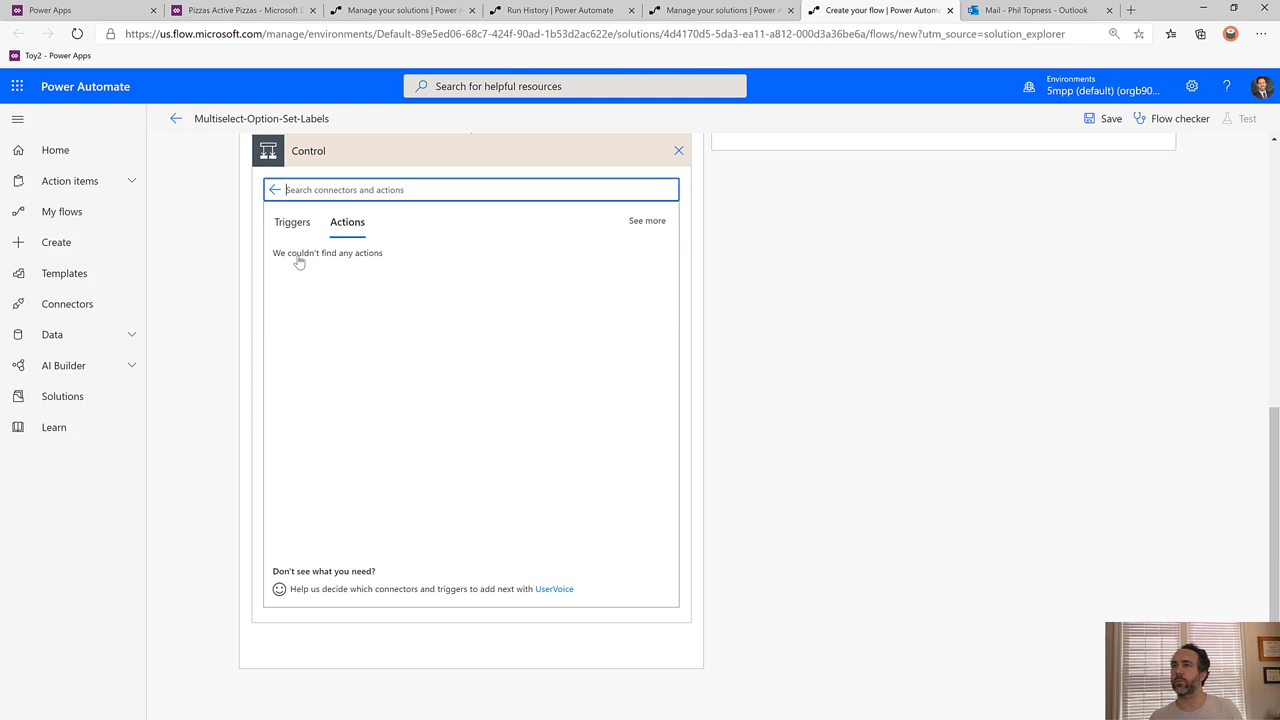 Power Apps
Pizzas Active Pizzas - Microsoft D
Manage your solutions | Power A
Run History | Power Automate
Manage your solutions | Power A
Create your flow | Power Autom
Mail - Phil Topness - Outlook
https://us.flow.microsoft.com/manage/environments/Default-89e5ed06-68c7-424f-90ad-1b53d2ac622e/solutions/4d4170d5-5da3-ea11-a812-000d3a36be6a/flows/new?utm_source=solution_explorer
Toy2 - Power Apps
Power Automate
Search for helpful resources
Environments
5mpp (default) (orgb90...
Multiselect-Option-Set-Labels
Save
Flow checker
Test
Home
Action items
My flows
Create
Templates
Connectors
Data
AI Builder
Solutions
Learn
Control
Search connectors and actions
Triggers
Actions
See more
We couldn't find any actions
Don't see what you need?
Help us decide which connectors and triggers to add next with UserVoice